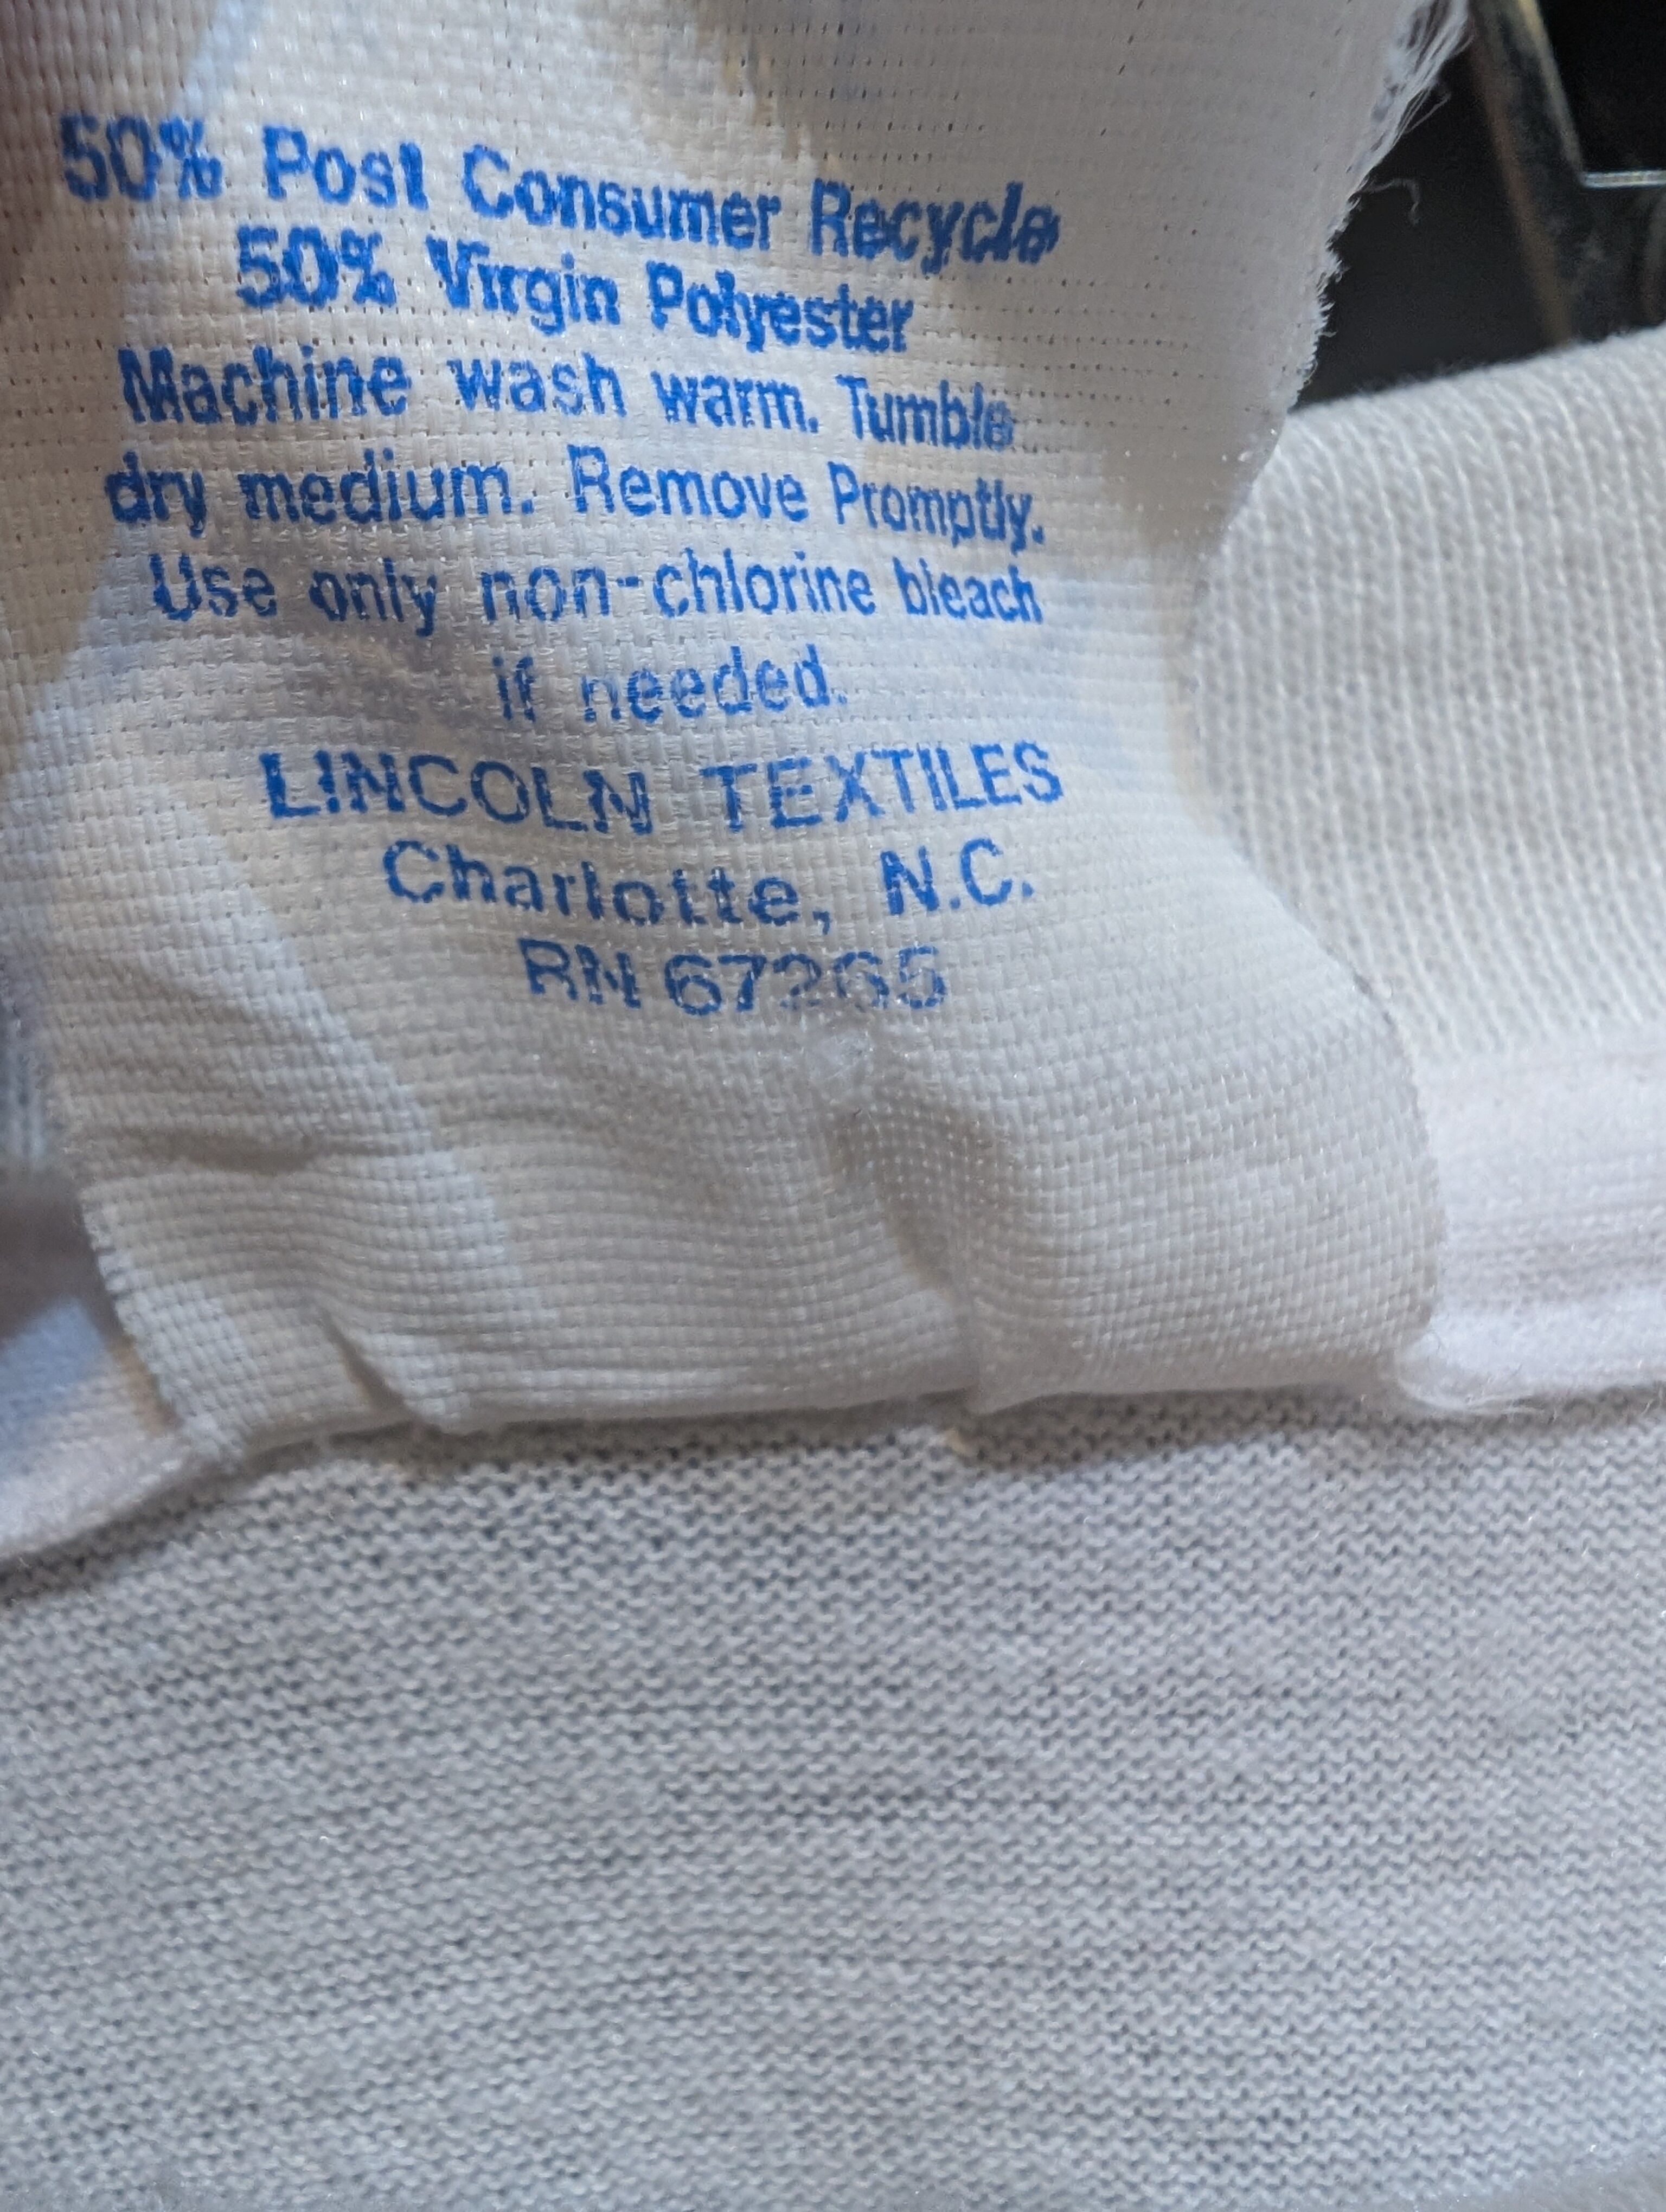 50% Post Consumer Recycle
50% Virgin Polyester
Machine wash warm. Tumble
dry medium. Remove Promptly.
Use only non-chlorine bleach
if needed.
LINCOLN TEXTILES
Charlotte, N.C.
RN 67265